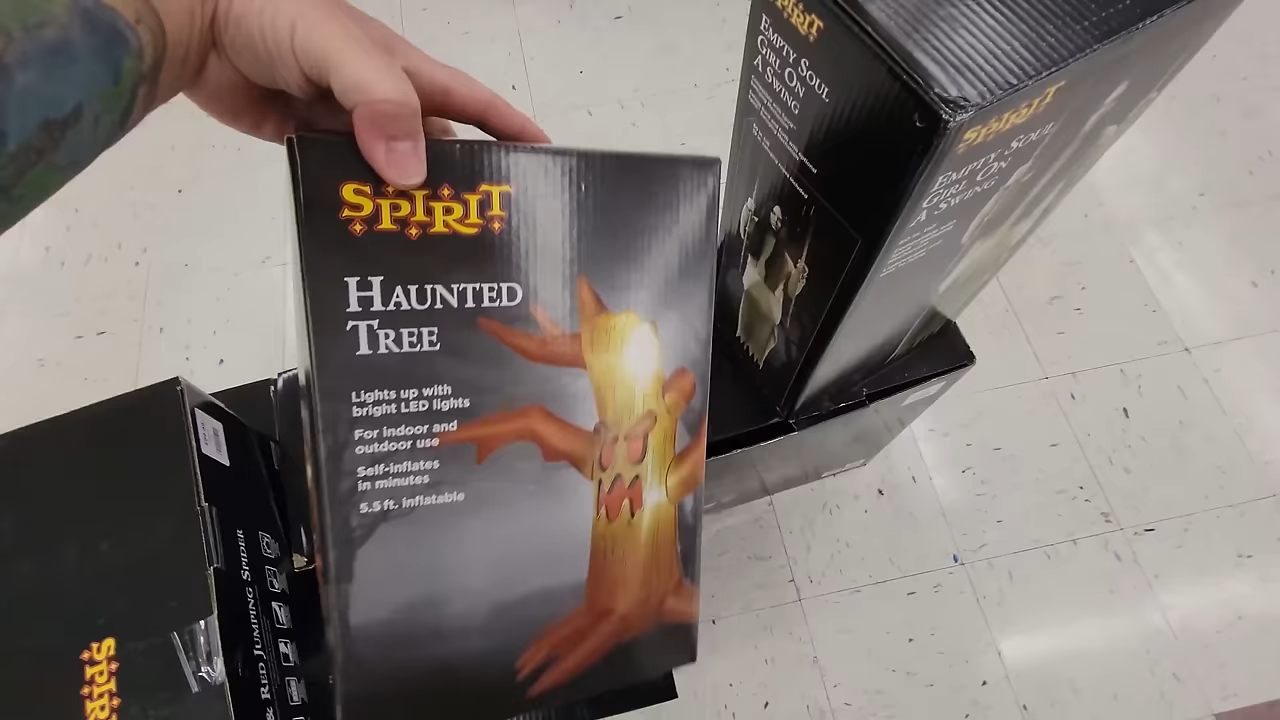 SPIRIT
HAUNTED
TREE
Lights up with
bright LED lights
For indoor and
outdoor use
Self-inflates
in minutes
5.5 ft. inflatable
SPIRIT
EMPTY SOUL
GIRL ON
A SWING
SPIRIT
EMPTY SOUL
GIRL ON
A SWING
& RED JUMPING SPIDER